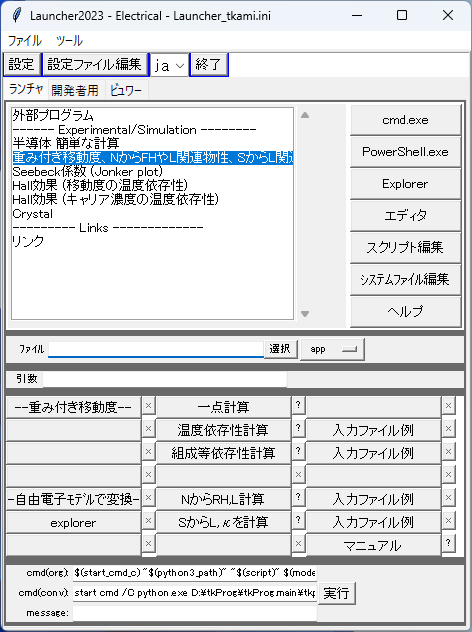 Launcher2023 - Electrical - Launcher_tkami.ini
ファイル ツール
設定 設定ファイル編集 ja 終了
ランチャ 開発者用 ビュワー
外部プログラム
------ Experimental/Simulation --------
半導体 簡単な計算
重み付き移動度、NからFHやL関連物性、SからL関連
Seebeck係数 (Jonker plot)
Hall効果 (移動度の温度依存性)
Hall効果 (キャリア濃度の温度依存性)
Crystal
--------- Links -------------
リンク
cmd.exe
PowerShell.exe
Explorer
エディタ
スクリプト編集
システムファイル編集
ヘルプ
ファイル 選択 app
引数
--重み付き移動度-- × 一点計算 ? ×
× 温度依存性計算 ? 入力ファイル例 ×
× 組成等依存性計算 ? 入力ファイル例 ×
× × ×
-自由電子モデルで変換- × NからRH,L計算 ? 入力ファイル例 ×
explorer × SからL,κを計算 ? 入力ファイル例 ×
× × マニュアル ?
cmd(org): $(start_cmd_c) "$(python3_path)" "$(script)" $(mode
cmd(conv): start cmd /C python.exe D:\tkProg\tkProg.main\tkp 実行
message: